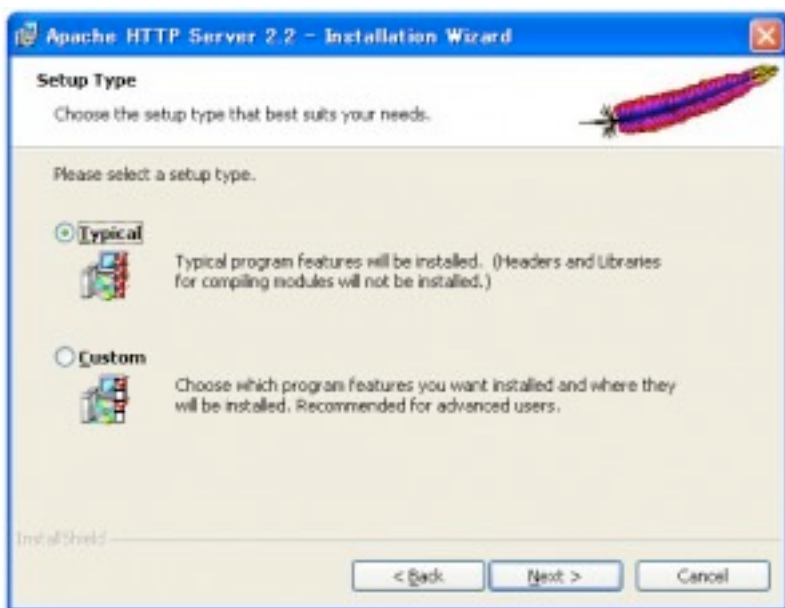 Apache HTTP Server 2.2 - Installation Wizard
Setup Type
Choose the setup type that best suits your needs.
Please select a setup type.
Typical
Typical program features will be installed. (Headers and Libraries
for compiling modules will not be installed.)
Custom
Choose which program features you want installed and where they
will be installed. Recommended for advanced users.
InstallShield
< Back
Next >
Cancel